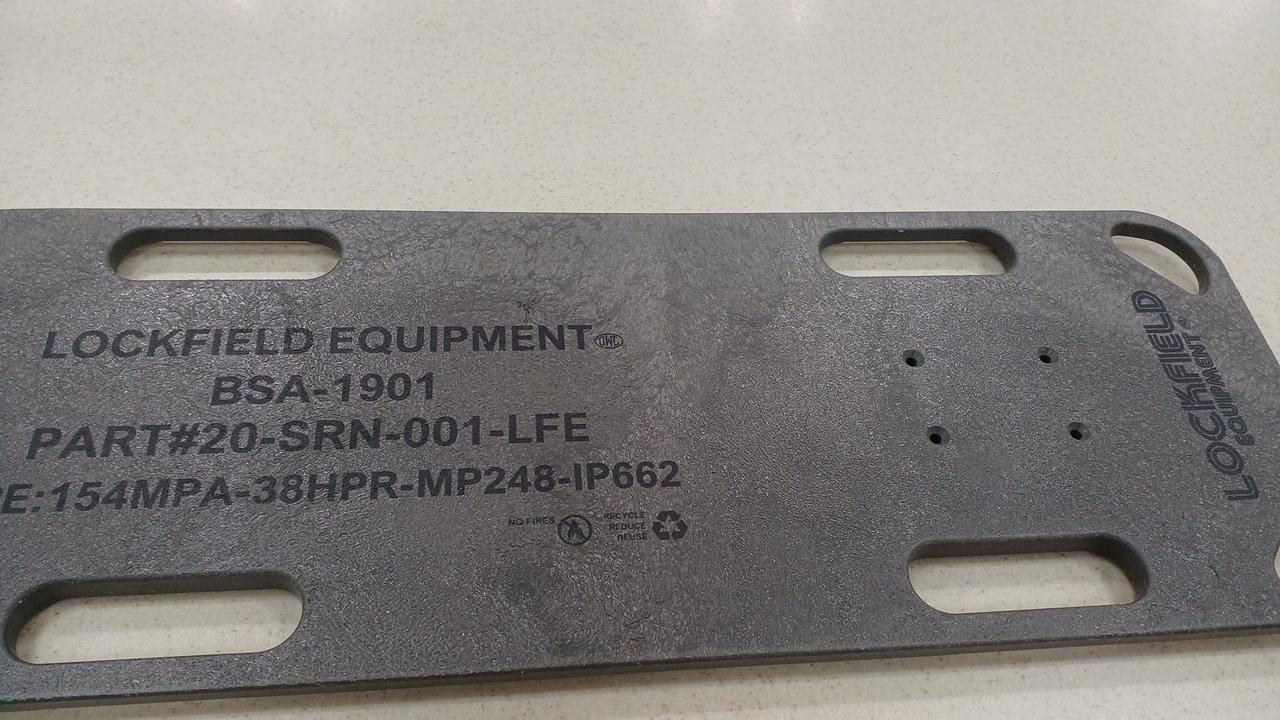 LOCKFIELD EQUIPMENT OWC
BSA-1901
PART#20-SRN-001-LFE
E:154MPA-38HPR-MP248-IP662
NO FIRES
RECYCLE
REDUCE
REUSE
LOCKFIELD
EQUIPMENT®